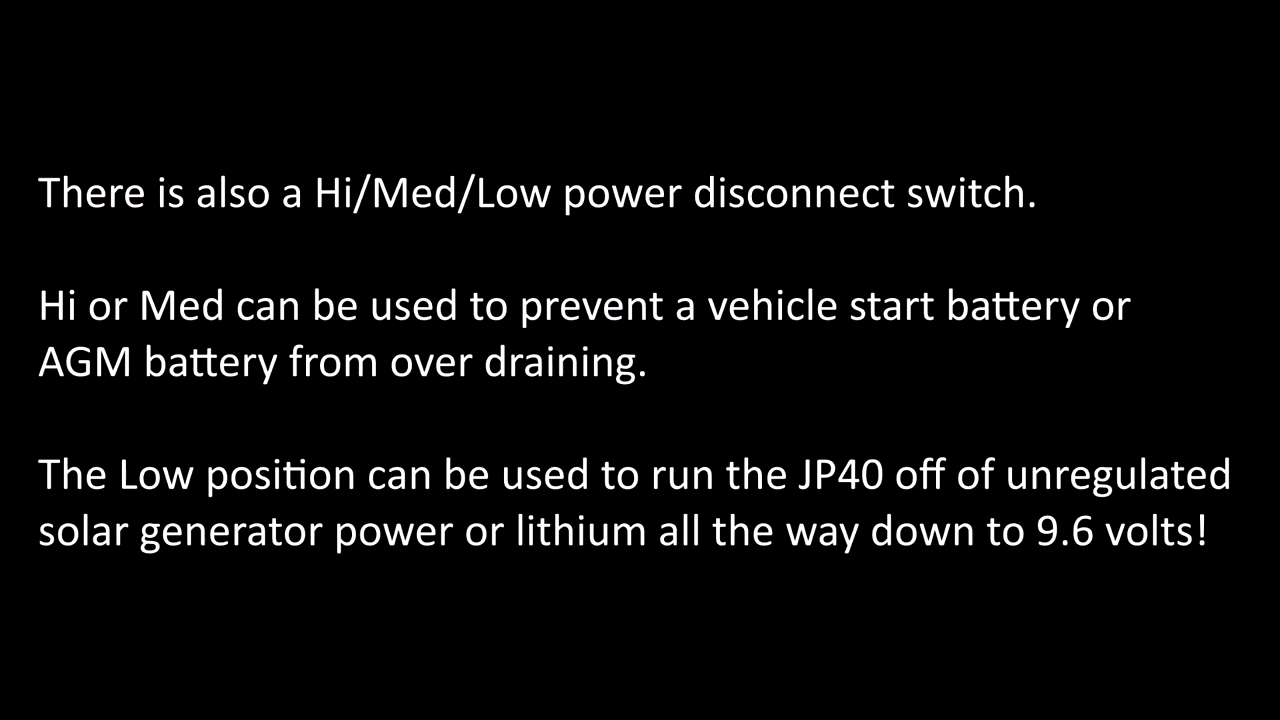 There is also a Hi/Med/Low power disconnect switch.
Hi or Med can be used to prevent a vehicle start battery or
AGM battery from over draining.
The Low position can be used to run the JP40 off of unregulated
solar generator power or lithium all the way down to 9.6 volts!